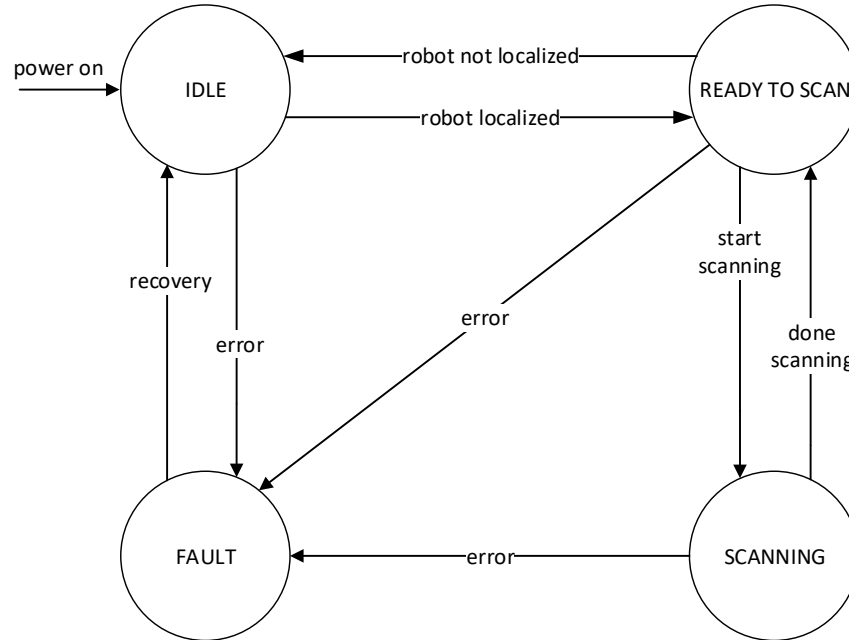 robot not localized
power on
IDLE
READY TO SCAN
robot localized
start
scanning
recovery
error
error
done
scanning
FAULT
error
SCANNING